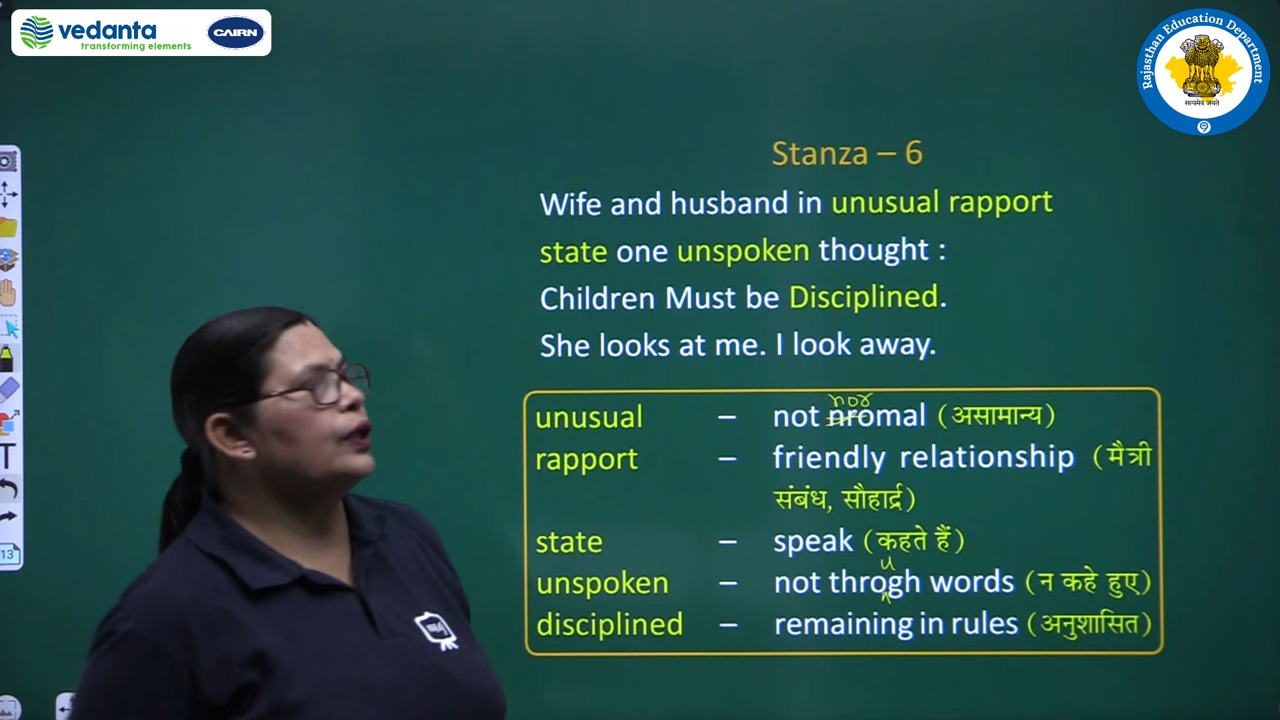 vedanta
transforming elements
CAIRN
Rajasthan Education Department
सत्यमेव जयते
Stanza – 6
Wife and husband in unusual rapport
state one unspoken thought :
Children Must be Disciplined.
She looks at me. I look away.
nor
unusual – not nromal (असामान्य)
rapport – friendly relationship (मैत्री
संबंध, सौहार्द्र)
state – speak (कहते हैं)
u
unspoken – not throgh words (न कहे हुए)
disciplined – remaining in rules (अनुशासित)
T
13